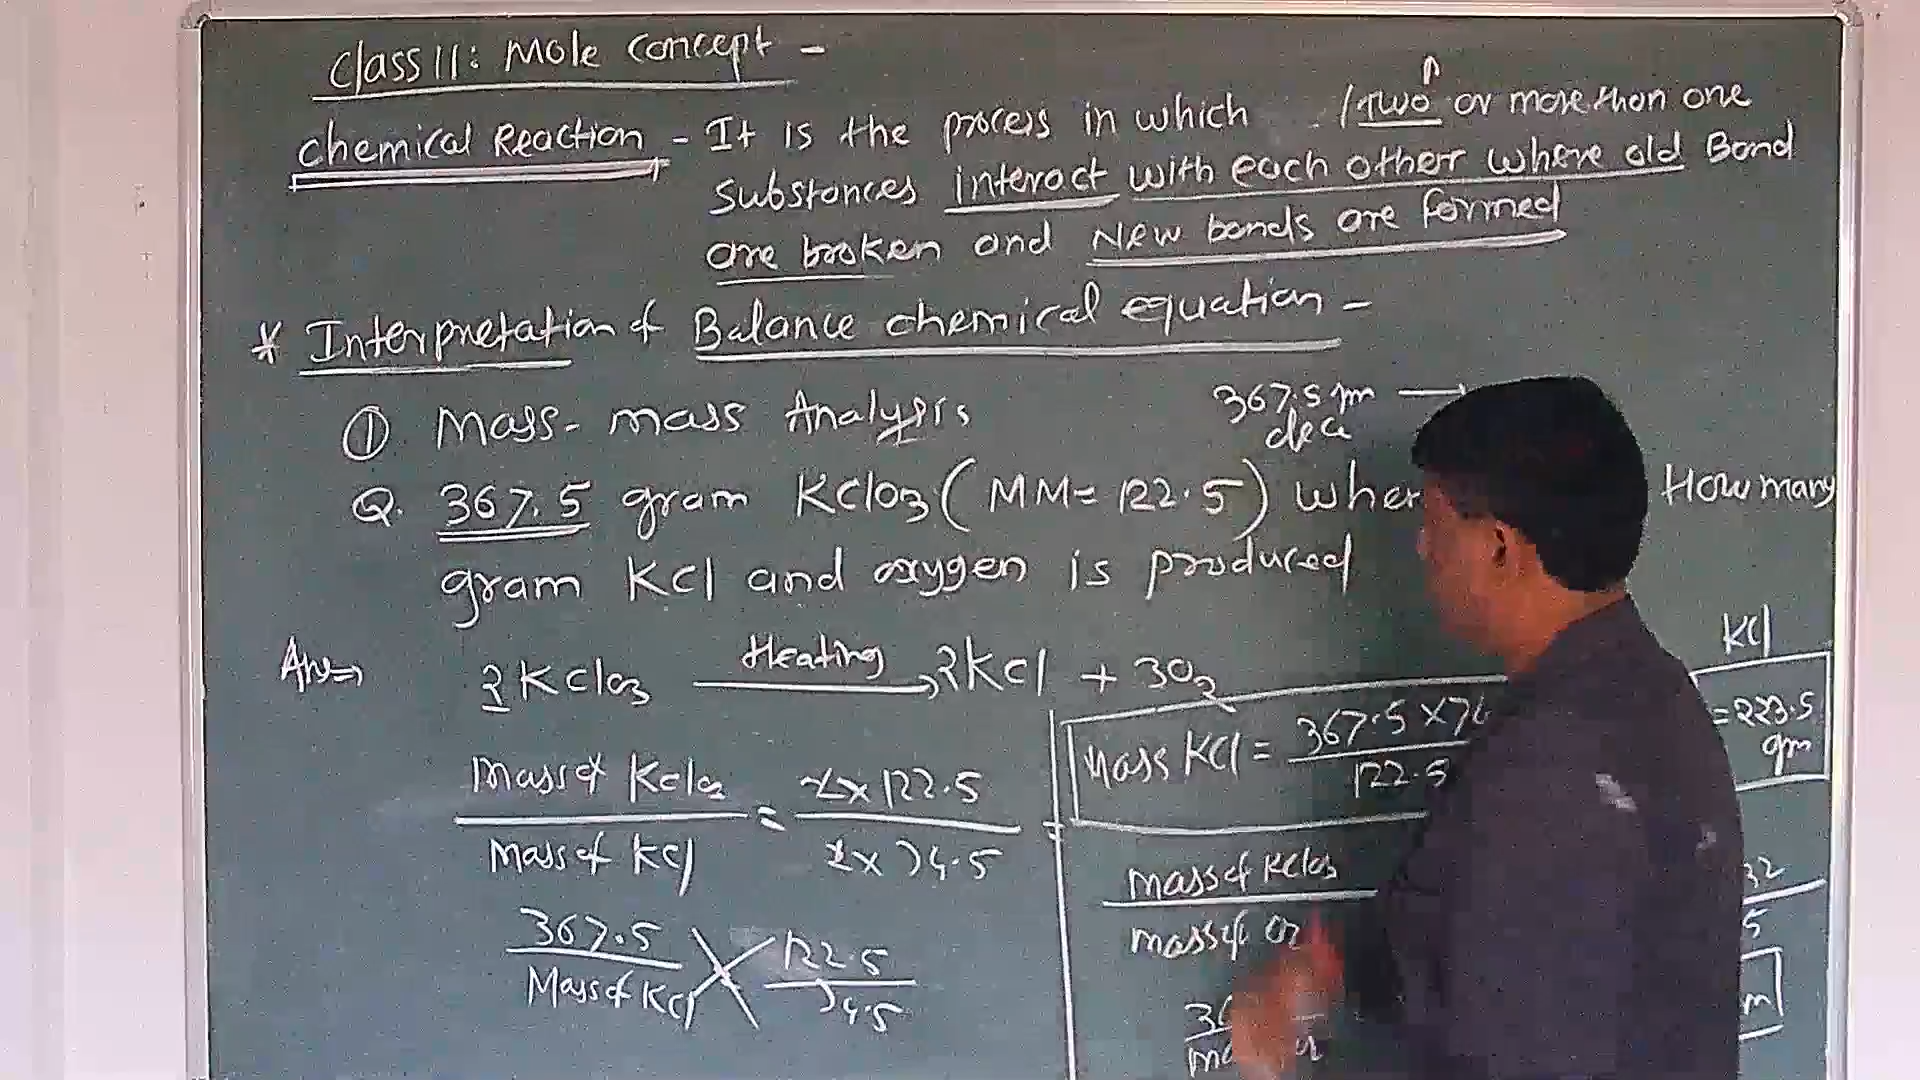 Class 11: Mole Concept -
Chemical Reaction - It is the process in which / two or more than one
Substances interact with each otherr where old Bond
are broken and New bonds are formed
* Interpretation of Balance chemical equation -
① Mass - mass Analysis
367.5 gm →
Q. 367.5 gram KClO3 (MM= 122.5) when How many
gram KCl and oxygen is produced
KCl
Ans⇒ 2KClO3 Heating → 2KCl + 3O2
Mass KCl = 367.5 x 74 / 122.5
= 223.5 gm
Mass of KClO3 / Mass of KCl = 2x122.5 / 2x 74.5
mass of KClO3 / mass of O2
32
5
367.5 / Mass of KCl 122.5 / 74.5
m